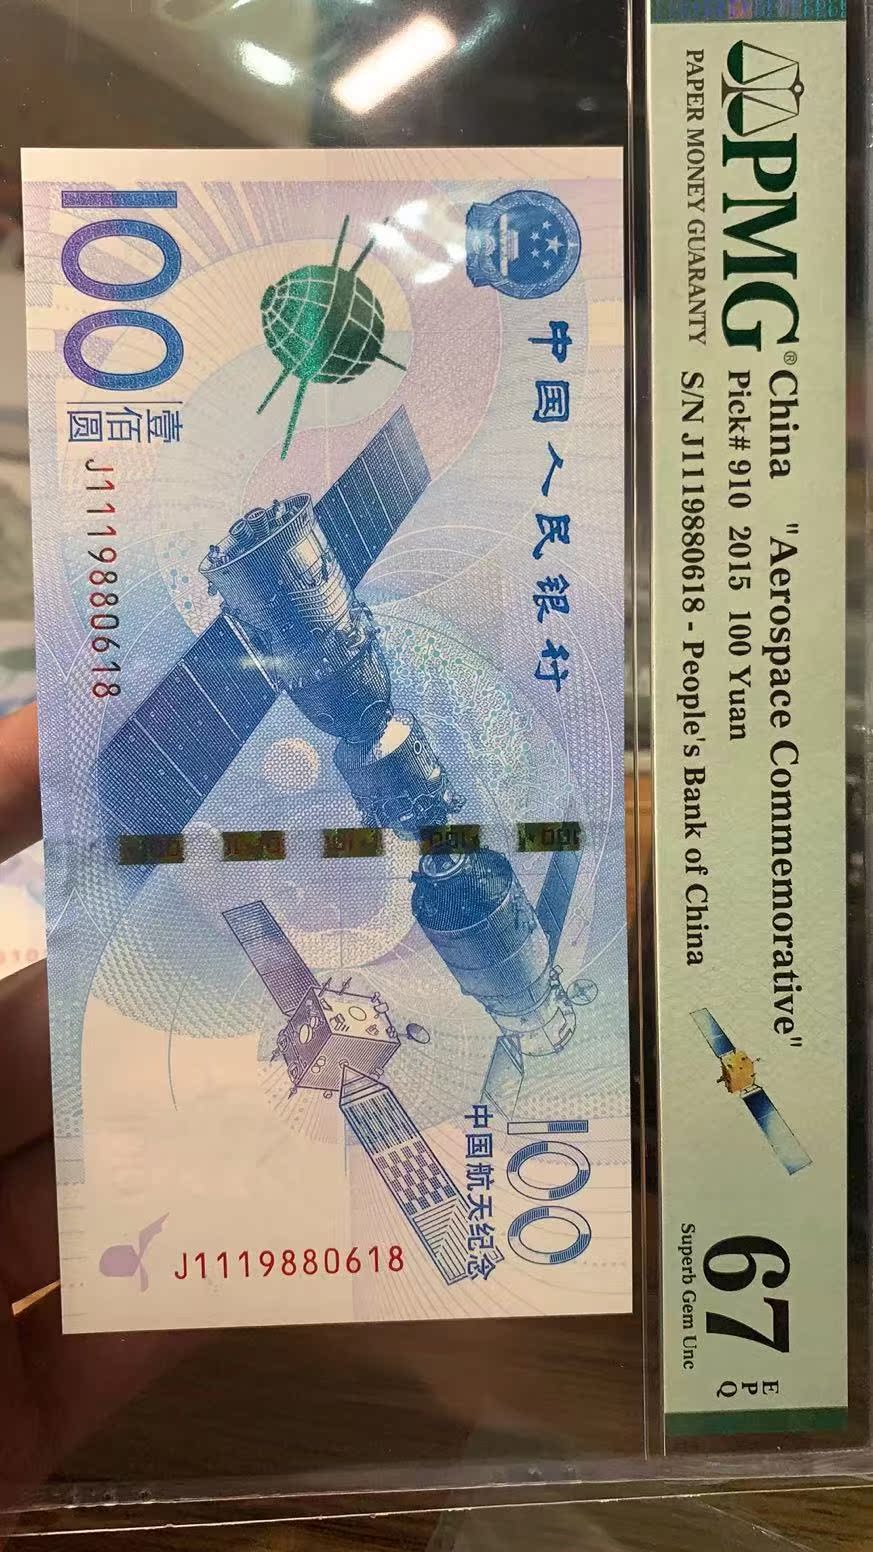 PMG®
PAPER MONEY GUARANTY
China "Aerospace Commemorative"
Pick# 910 2015 100 Yuan
S/N J1119880618 - People's Bank of China
67
EPQ
Superb Gem Unc
中国人民银行
100
壹佰圆
J1119880618
100
中国航天纪念
J1119880618